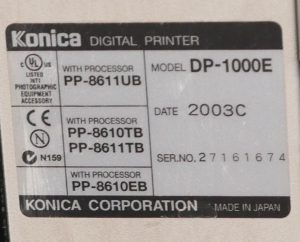 Konica DIGITAL PRINTER
UL
LISTED
PHOTOGRAPHIC
EQUIPMENT
ACCESSORY
WITH PROCESSOR
PP-8611UB
MODEL DP-1000E
DATE 2003C
N159
WITH PROCESSOR
PP-8610TB
PP-8611TB
SER.NO. 27161674
WITH PROCESSOR
PP-8610EB
KONICA CORPORATION MADE IN JAPAN